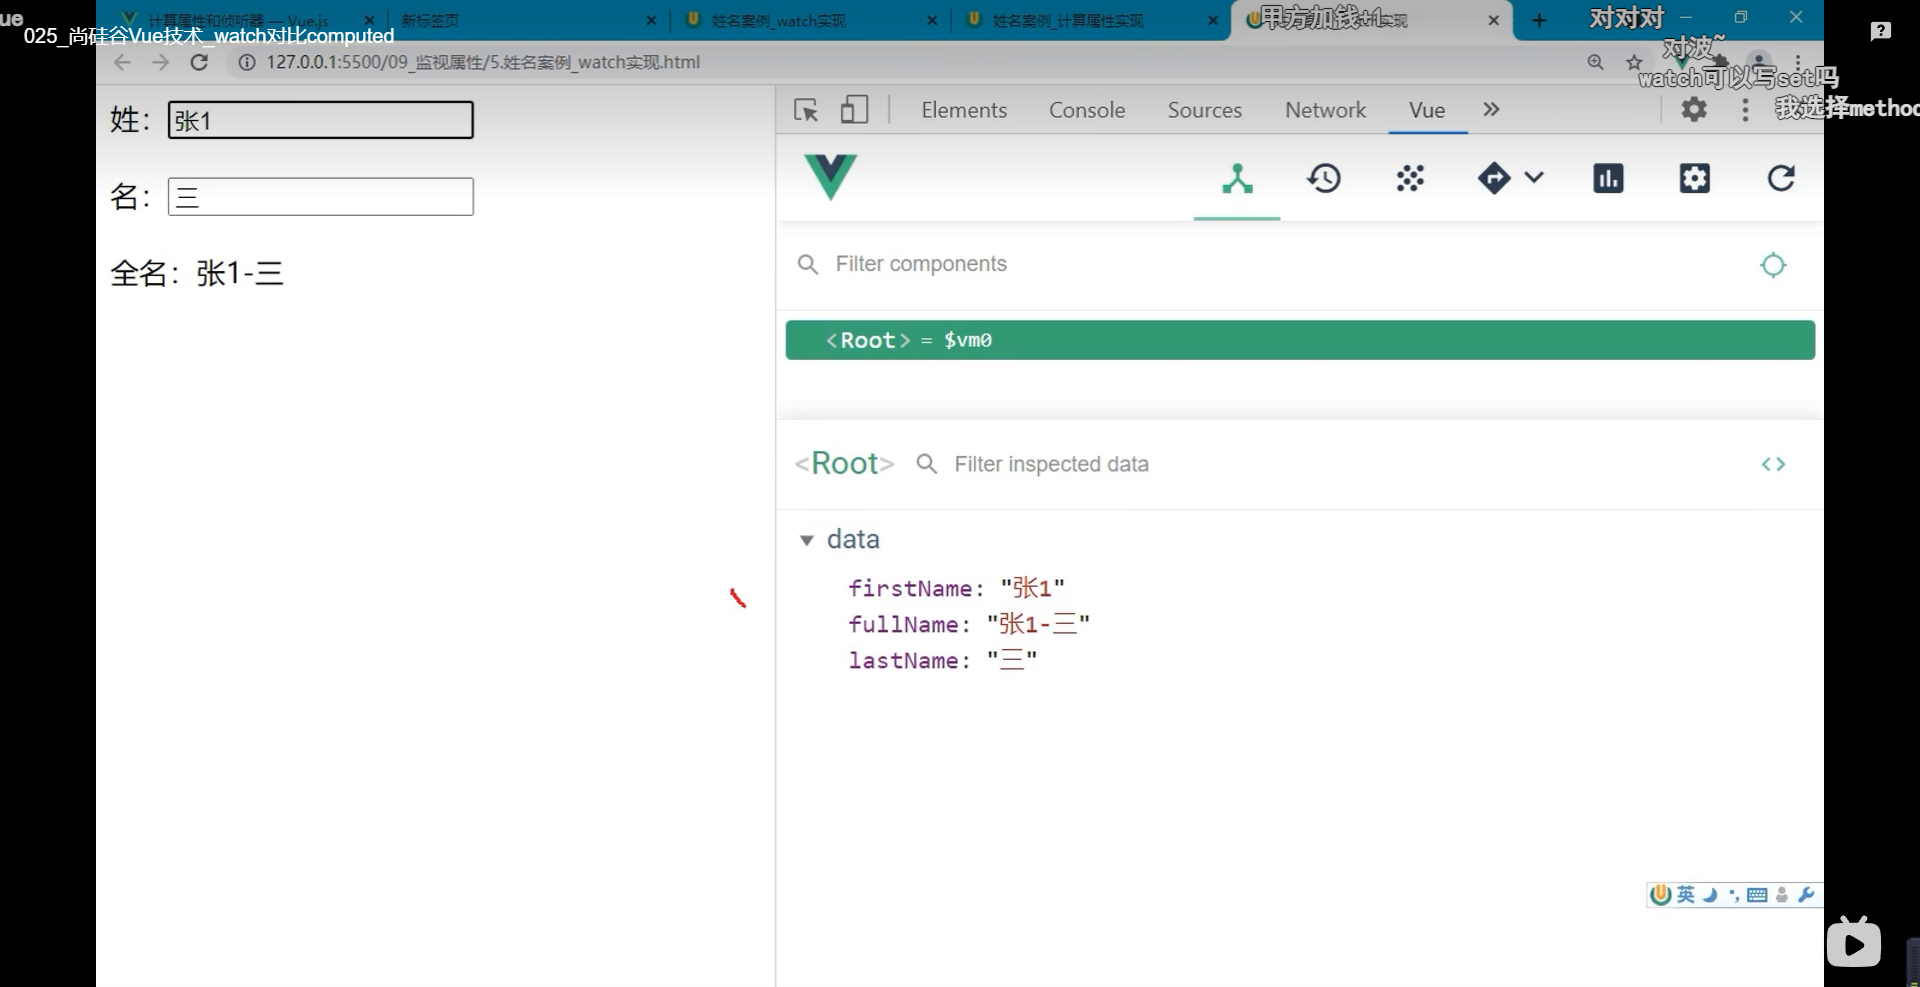 ue
计算属性和侦听器 — Vue.js
新标签页
姓名案例_watch实现
姓名案例_计算属性实现
甲方加钱+1
实现
对对对
025_尚硅谷Vue技术_watch对比computed
对波~
127.0.0.1:5500/09_监视属性/5.姓名案例_watch实现.html
watch可以写set吗
我选择method
姓：
张1
名：
三
全名：张1-三
Elements
Console
Sources
Network
Vue
Filter components
<Root> = $vm0
<Root>
Filter inspected data
data
firstName: "张1"
fullName: "张1-三"
lastName: "三"
英